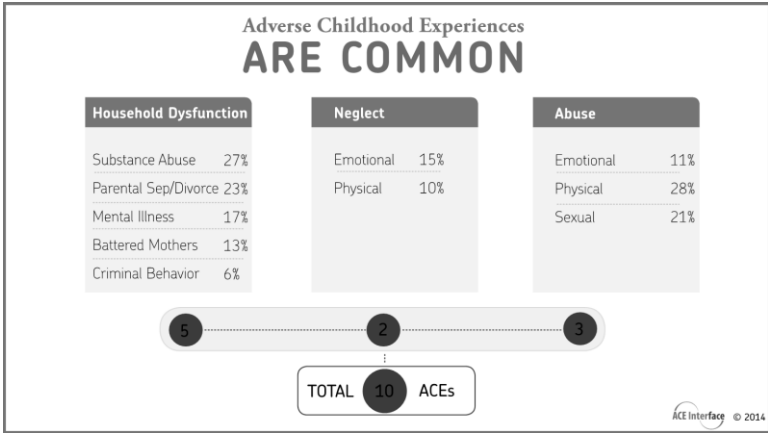 Adverse Childhood Experiences
ARE COMMON
Household Dysfunction
Substance Abuse 27%
Parental Sep/Divorce 23%
Mental Illness 17%
Battered Mothers 13%
Criminal Behavior 6%
Neglect
Emotional 15%
Physical 10%
Abuse
Emotional 11%
Physical 28%
Sexual 21%
5 2 3
TOTAL 10 ACEs
ACE Interface © 2014